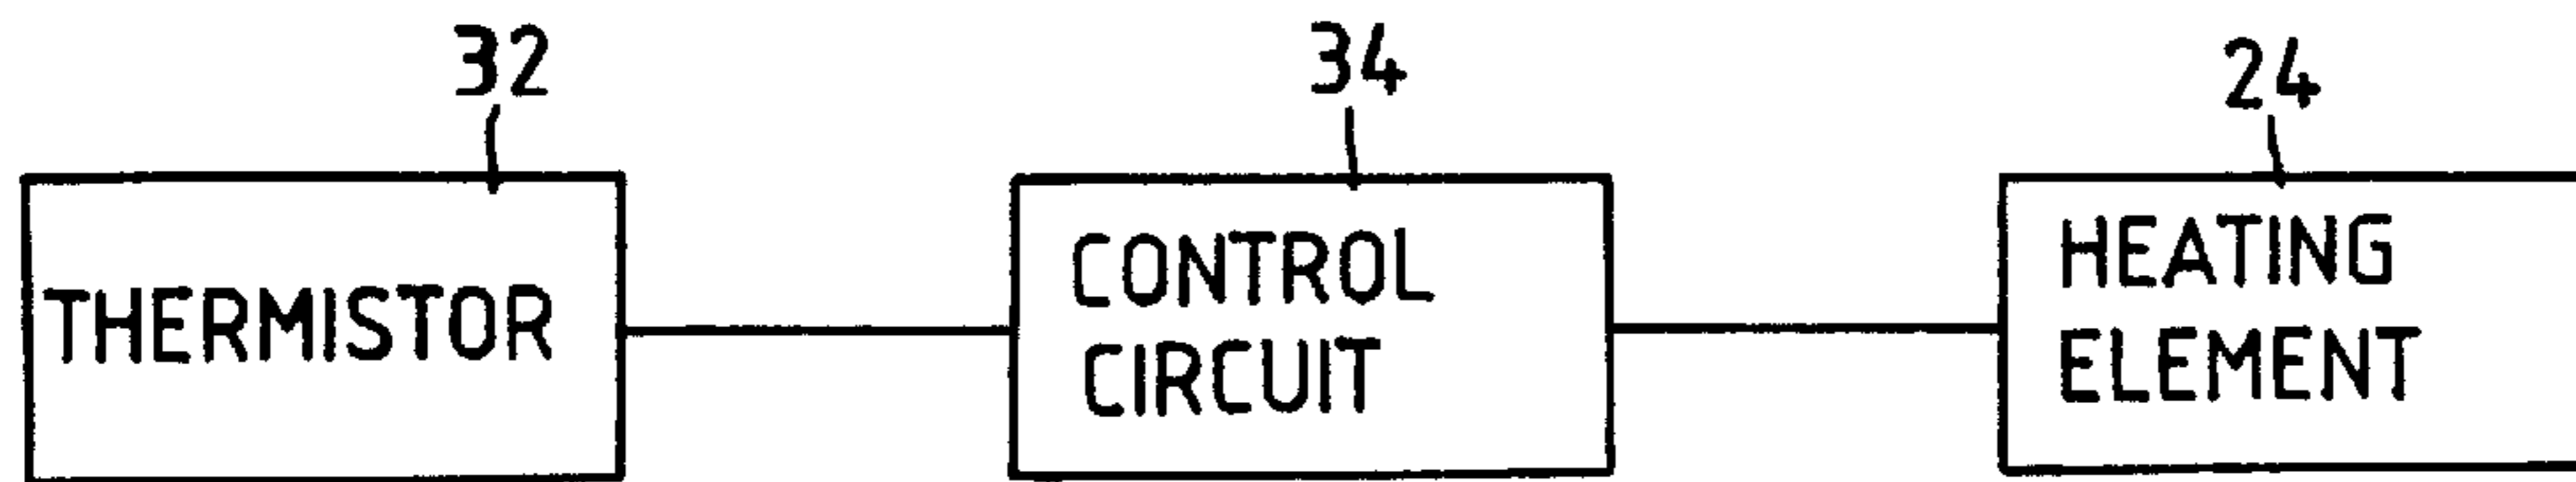 32
34
24
THERMISTOR
CONTROL
CIRCUIT
HEATING
ELEMENT